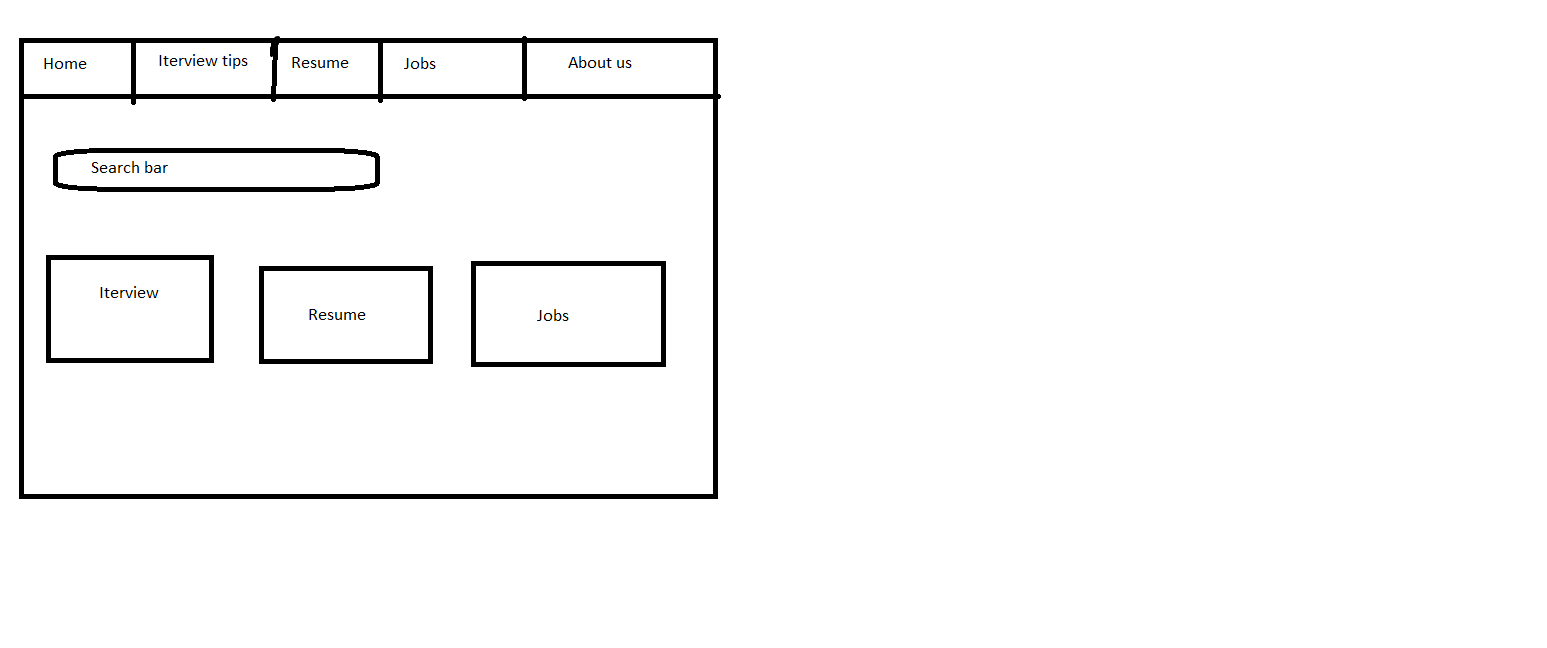 Home
Iterview tips
Resume
Jobs
About us
Search bar
Iterview
Resume
Jobs